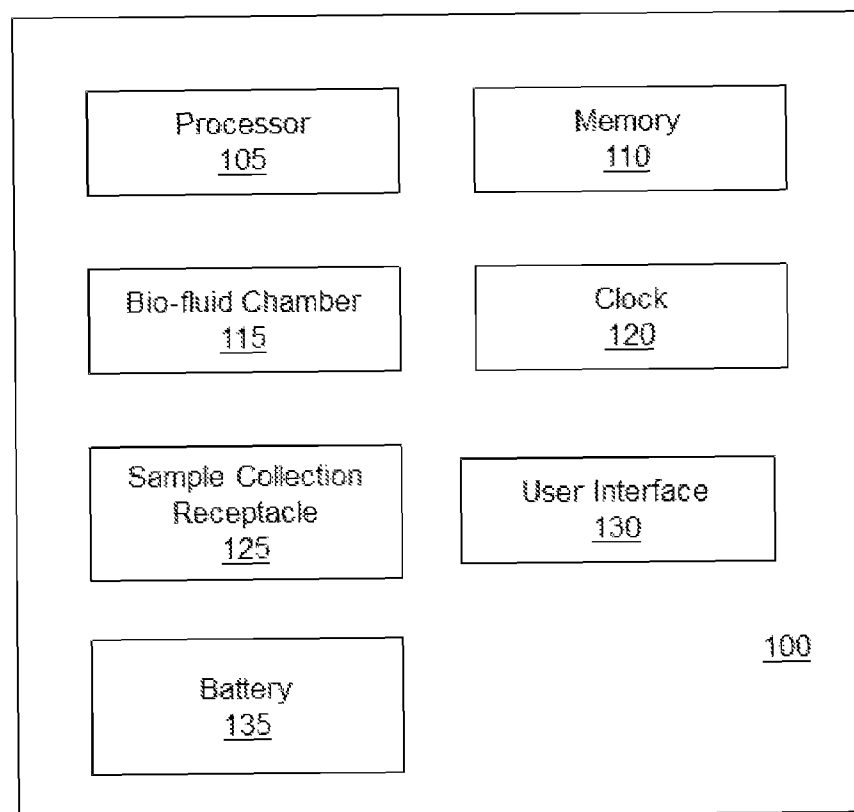 Processor
105
Memory
110
Bio-fluid Chamber
115
Clock
120
Sample Collection
Receptacle
125
User Interface
130
100
Battery
135